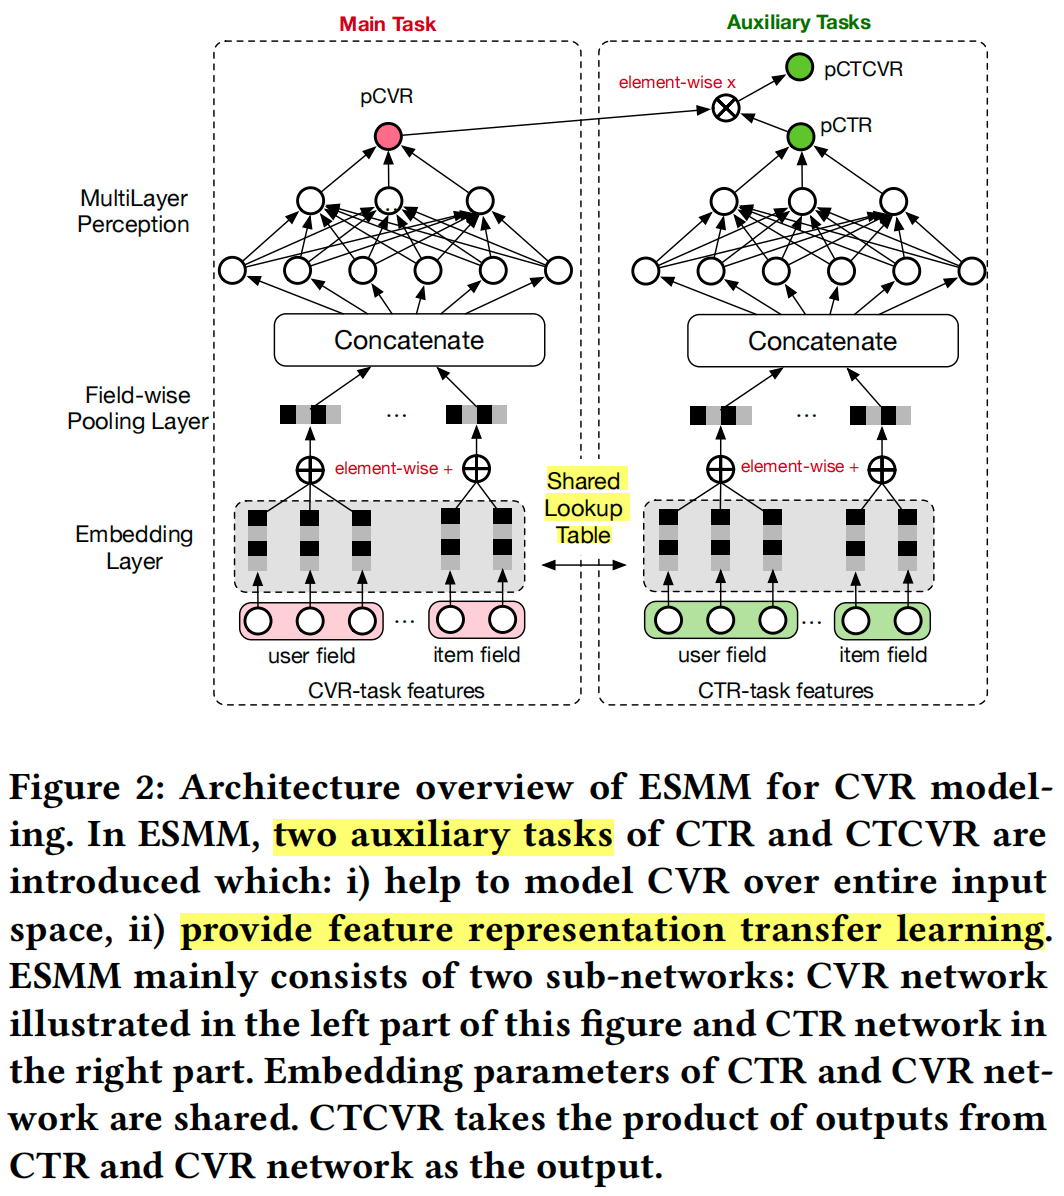 Main Task
Auxiliary Tasks
pCTCVR
element-wise x
pCVR
pCTR
MultiLayer
Perception
Concatenate
Concatenate
Field-wise
Pooling Layer
...
...
element-wise +
element-wise +
Shared
Lookup
Table
Embedding
Layer
...
...
user field
item field
user field
item field
CVR-task features
CTR-task features
Figure 2: Architecture overview of ESMM for CVR model-
ing. In ESMM, two auxiliary tasks of CTR and CTCVR are
introduced which: i) help to model CVR over entire input
space, ii) provide feature representation transfer learning.
ESMM mainly consists of two sub-networks: CVR network
illustrated in the left part of this figure and CTR network in
the right part. Embedding parameters of CTR and CVR net-
work are shared. CTCVR takes the product of outputs from
CTR and CVR network as the output.